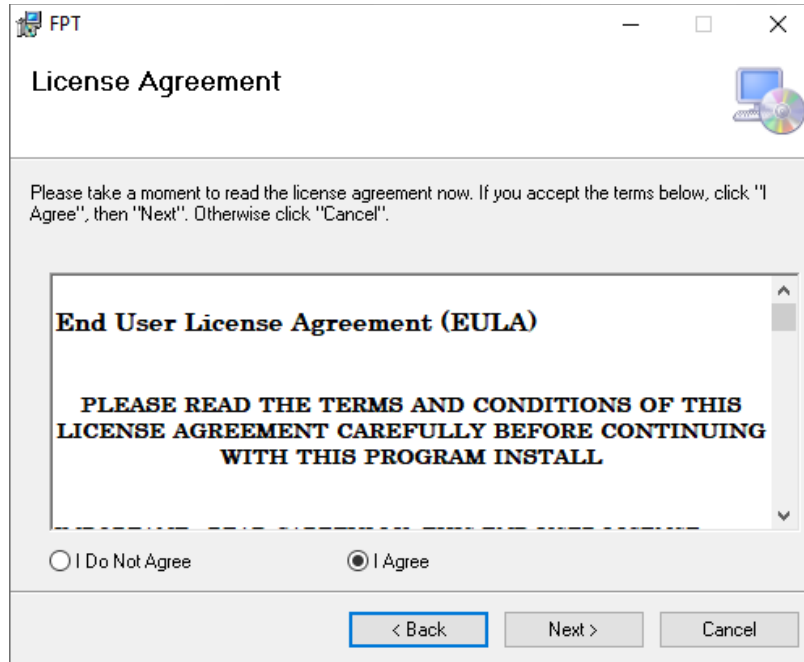 FPT
License Agreement
Please take a moment to read the license agreement now. If you accept the terms below, click "I
Agree", then "Next". Otherwise click "Cancel".
End User License Agreement (EULA)
PLEASE READ THE TERMS AND CONDITIONS OF THIS
LICENSE AGREEMENT CAREFULLY BEFORE CONTINUING
WITH THIS PROGRAM INSTALL
I Do Not Agree
I Agree
< Back
Next >
Cancel